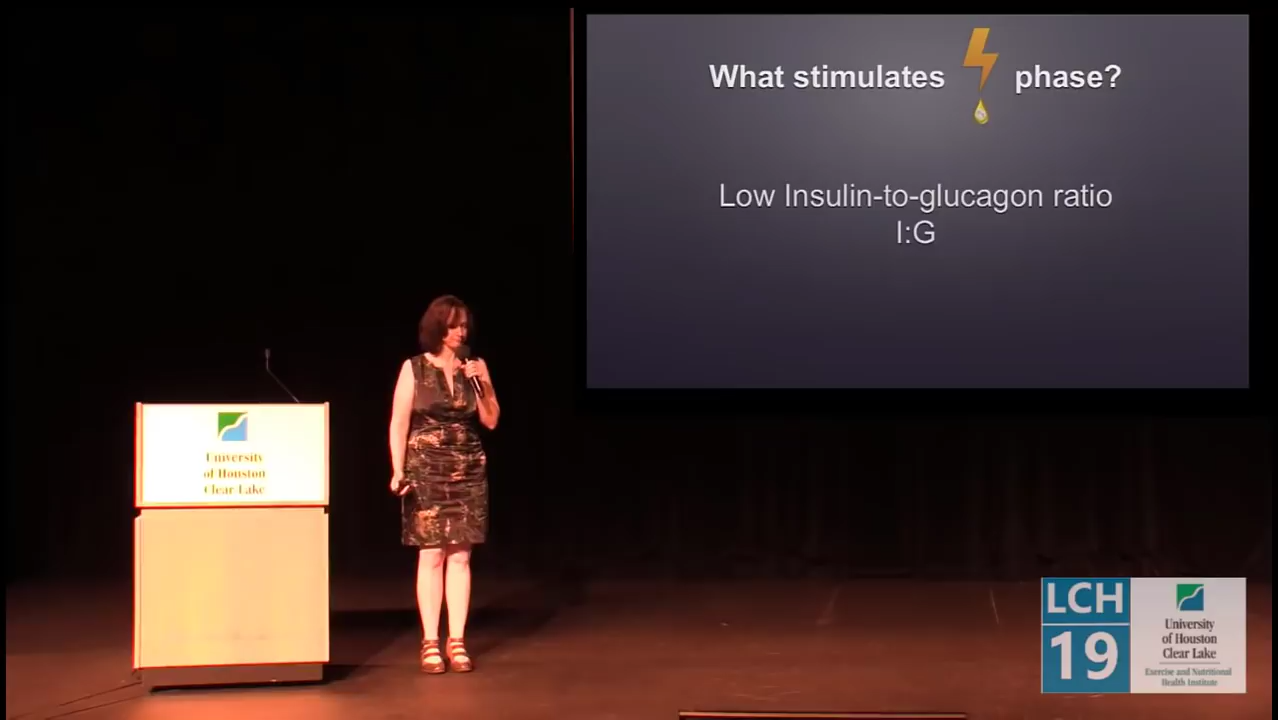 What stimulates phase?
Low Insulin-to-glucagon ratio
I:G
University
of Houston
Clear Lake
LCH
19
University
of Houston
Clear Lake
Exercise and Nutritional
Health Institute